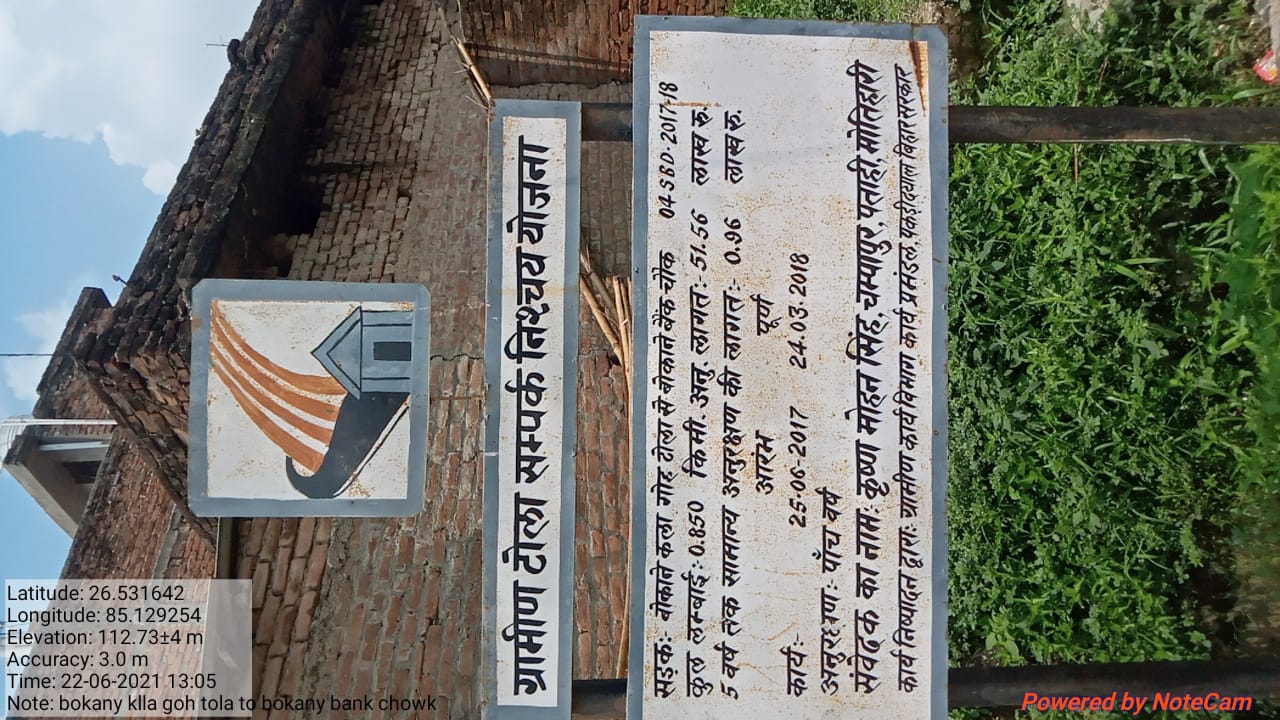 ग्रामीण टोला सम्पर्क निश्चय योजना
सड़क:- वोकाने कला गोंड टोला से बोकाने बैंक चौक 04SBD-2017-18
कुल लम्बाई:- 0.850 कि.मी. अनु. लागत:- 51.56 लाख रु.
5 वर्ष तक सामान्य अनुरक्षण की लागत:- 0.96 लाख रु.
आरंभ पूर्ण
कार्य:- 25-06-2017 24.03.2018
अनुरक्षण:- पाँच वर्ष
संवेदक का नाम:- कृष्णा मोहन सिंह, चम्पापुर, पताही, मोतिहारी
कार्य निष्पादन द्वारा:- ग्रामीण कार्य विभाग कार्य प्रमंडल, पकड़ीदयाल बिहार सरकार
Latitude: 26.531642
Longitude: 85.129254
Elevation: 112.73±4 m
Accuracy: 3.0 m
Time: 22-06-2021 13:05
Note: bokany klla goh tola to bokany bank chowk
Powered by NoteCam